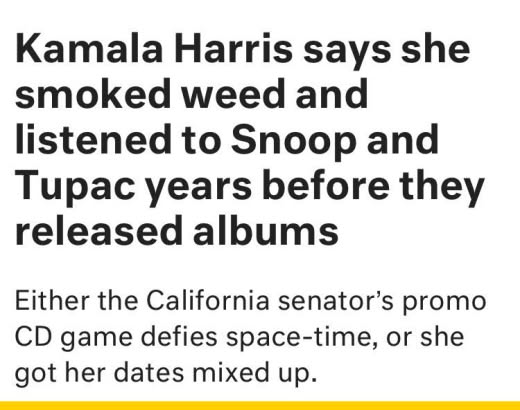 Kamala Harris says she
smoked weed and
listened to Snoop and
Tupac years before they
released albums
Either the California senator’s promo
CD game defies space-time, or she
got her dates mixed up.